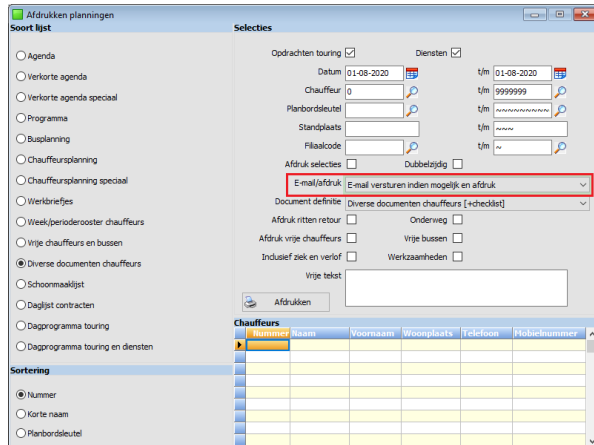 Afdrukken planningen
Soort lijst
Agenda
Verkorte agenda
Verkorte agenda speciaal
Programma
Busplanning
Chauffeursplanning
Chauffeursplanning speciaal
Werkbriefjes
Week/perioderooster chauffeurs
Vrije chauffeurs en bussen
Diverse documenten chauffeurs
Schoonmaaklijst
Daglijst contracten
Dagprogramma touring
Dagprogramma touring en diensten
Sortering
Nummer
Korte naam
Planbordsleutel
Selecties
Opdrachten touring Diensten
Datum 01-08-2020 t/m 01-08-2020
Chauffeur 0 t/m 9999999
Planbordsleutel t/m ~~~~~~~~~
Standplaats t/m ~~~
Filiaalcode t/m ~
Afdruk selecties Dubbelzijdig
E-mail/afdruk E-mail versturen indien mogelijk en afdruk
Document definitie Diverse documenten chauffeurs [+checklist]
Afdruk ritten retour Onderweg
Afdruk vrije chauffeurs Vrije bussen
Inclusief ziek en verlof Werkzaamheden
Vrije tekst
Afdrukken
Chauffeurs
Nummer Naam Voornaam Woonplaats Telefoon Mobielnummer